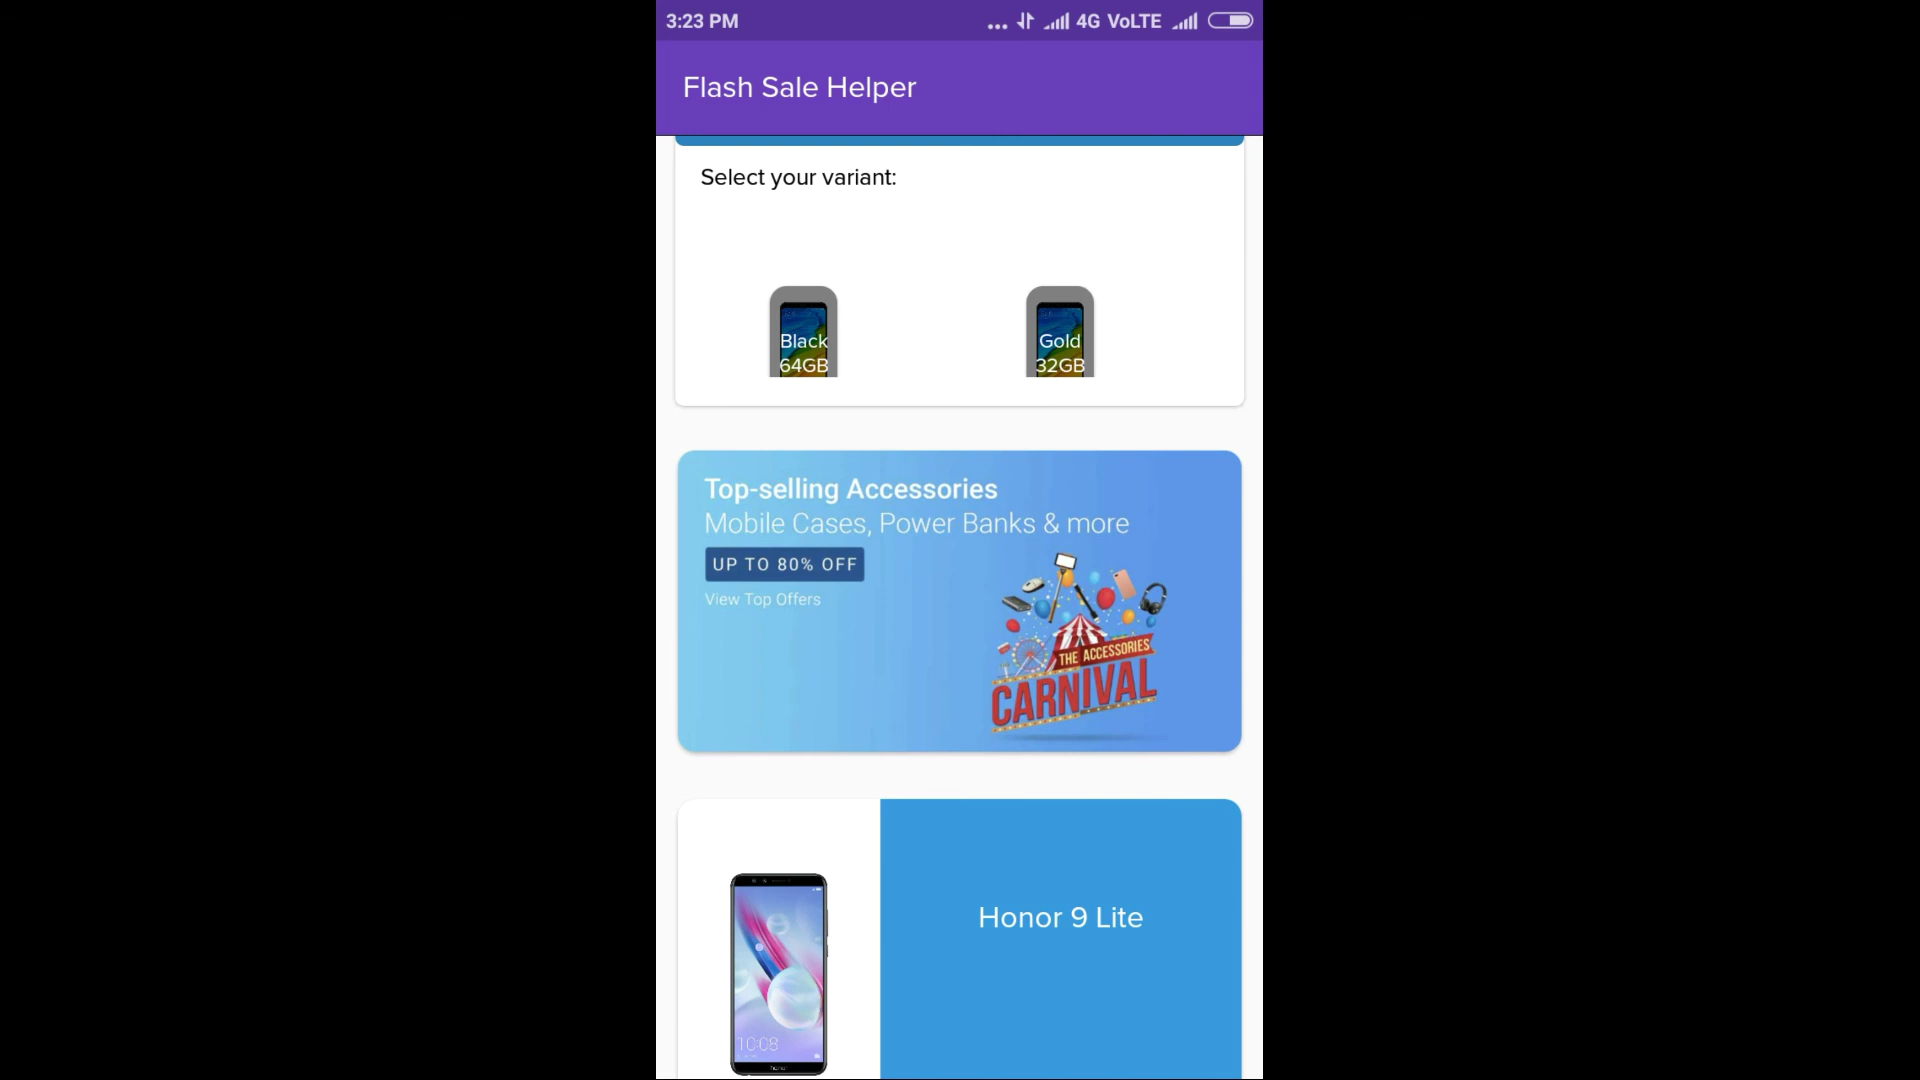 3:23 PM
... 4G VoLTE
Flash Sale Helper
Select your variant:
Black
64GB
Gold
32GB
Top-selling Accessories
Mobile Cases, Power Banks & more
UP TO 80% OFF
View Top Offers
THE ACCESSORIES
CARNIVAL
Honor 9 Lite
10:08
honor